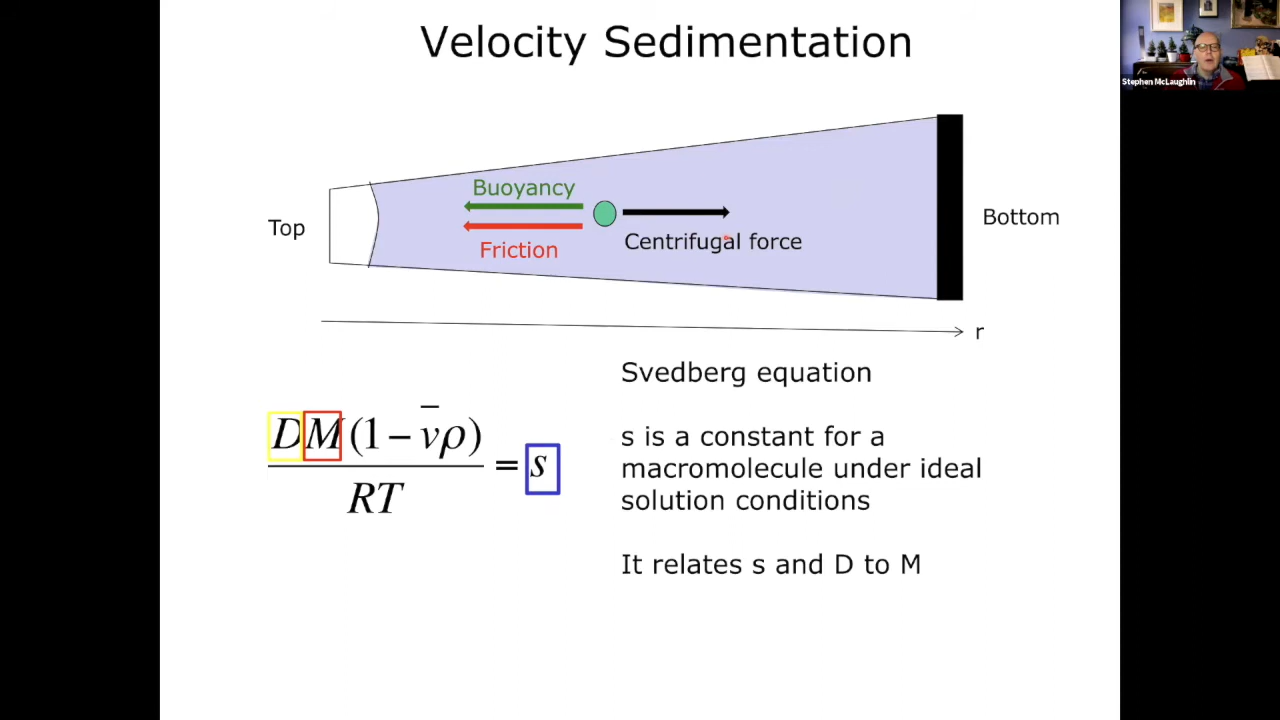 Velocity Sedimentation
Stephen McLaughlin
Buoyancy
Top
Friction
Centrifugal force
Bottom
r
Svedberg equation
DM(1 − v̅ρ)
RT
= s
s is a constant for a
macromolecule under ideal
solution conditions
It relates s and D to M